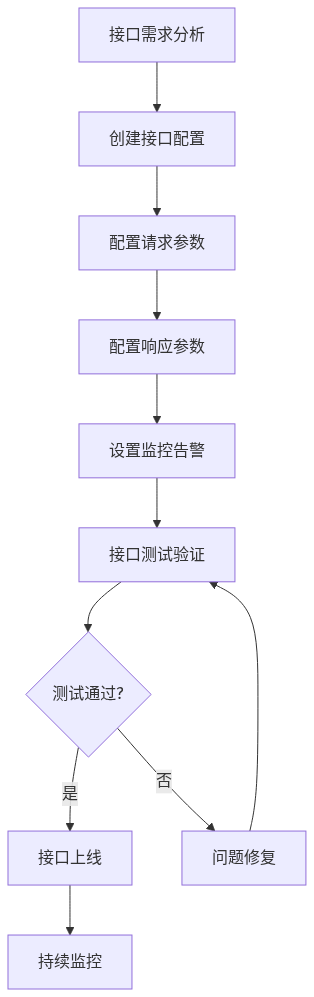 接口需求分析
创建接口配置
配置请求参数
配置响应参数
设置监控告警
接口测试验证
测试通过?
是
否
接口上线
问题修复
持续监控